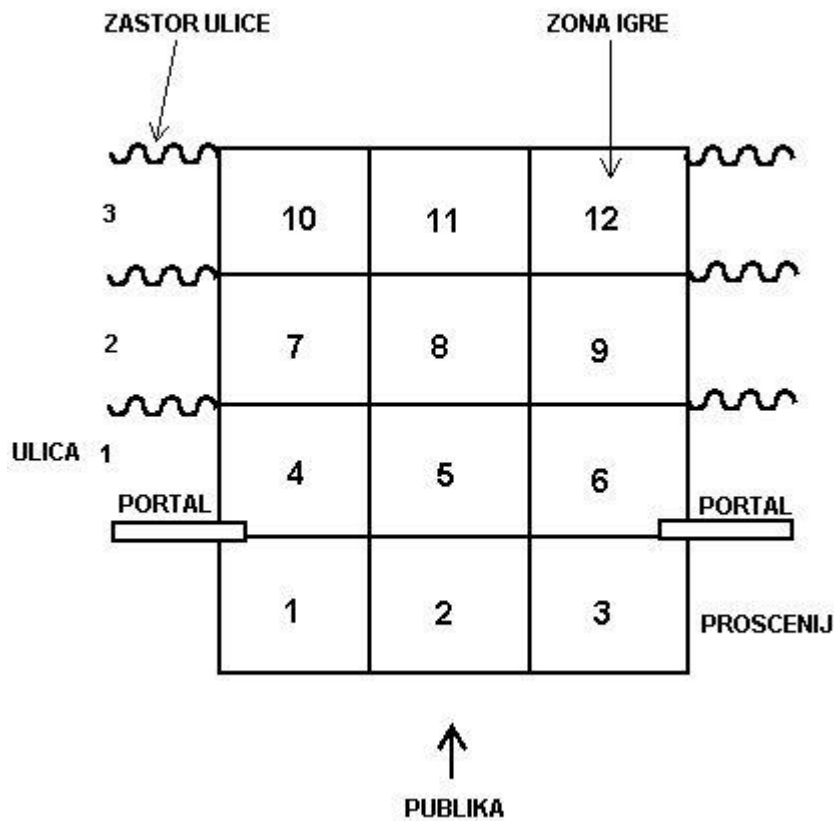 ZASTOR ULICE ZONA IGRE
3 10 11 12
2 7 8 9
ULICA 1 4 5 6
PORTAL PORTAL
1 2 3 PROSCENIJ
PUBLIKA